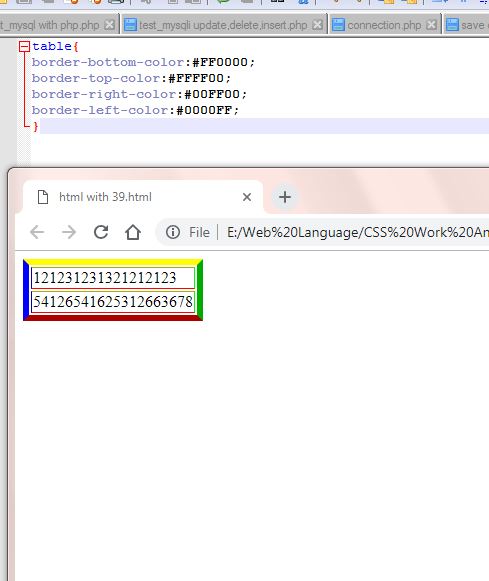 t_mysql with php.php
test_mysqli update,delete,insert.php
connection.php
save
table{
border-bottom-color:#FF0000;
border-top-color:#FFFF00;
border-right-color:#00FF00;
border-left-color:#0000FF;
}
html with 39.html
File | E:/Web%20Language/CSS%20Work%20An
121231231321212123
54126541625312663678